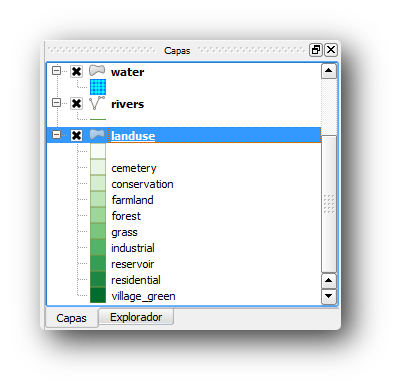 Capas
water
rivers
landuse
cemetery
conservation
farmland
forest
grass
industrial
reservoir
residential
village_green
Capas
Explorador